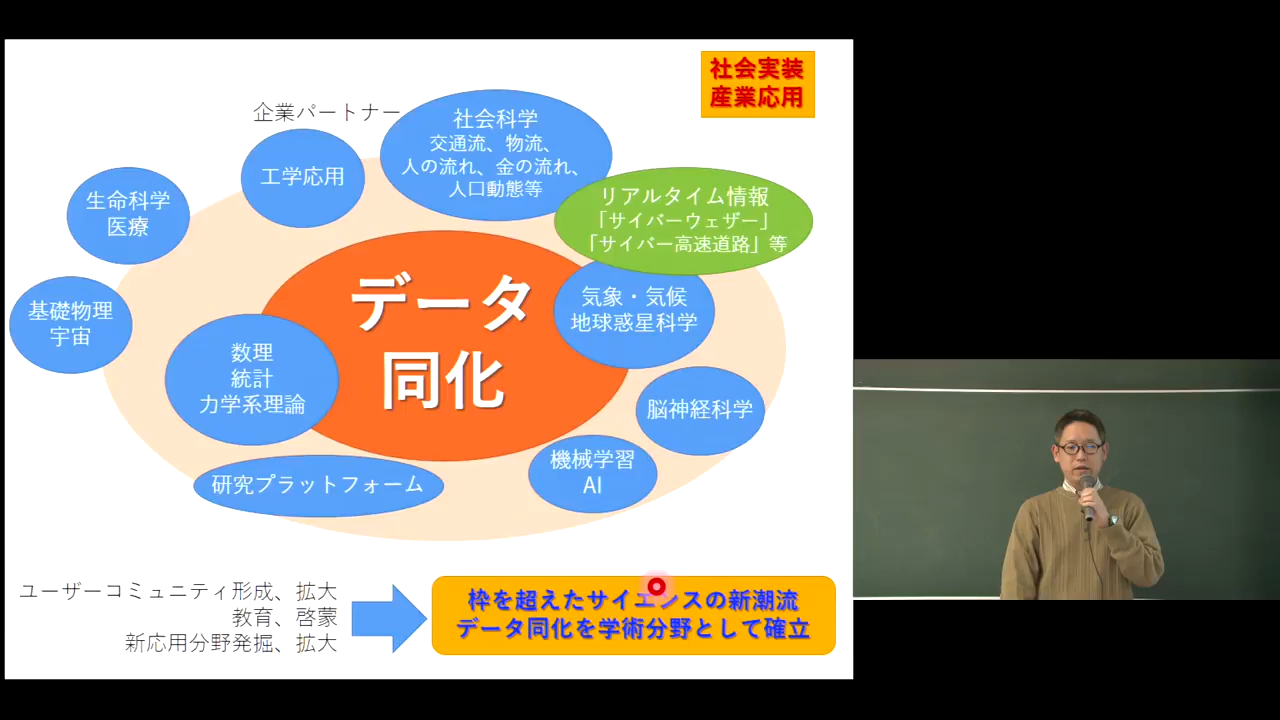 社会実装
産業応用
企業パートナー
社会科学
交通流、物流、
人の流れ、金の流れ、
人口動態等
工学応用
生命科学
医療
リアルタイム情報
「サイバーウェザー」
「サイバー高速道路」等
基礎物理
宇宙
データ
同化
気象・気候
地球惑星科学
数理
統計
力学系理論
脳神経科学
機械学習
AI
研究プラットフォーム
ユーザーコミュニティ形成、拡大
教育、啓蒙
新応用分野発掘、拡大
枠を超えたサイエンスの新潮流
データ同化を学術分野として確立